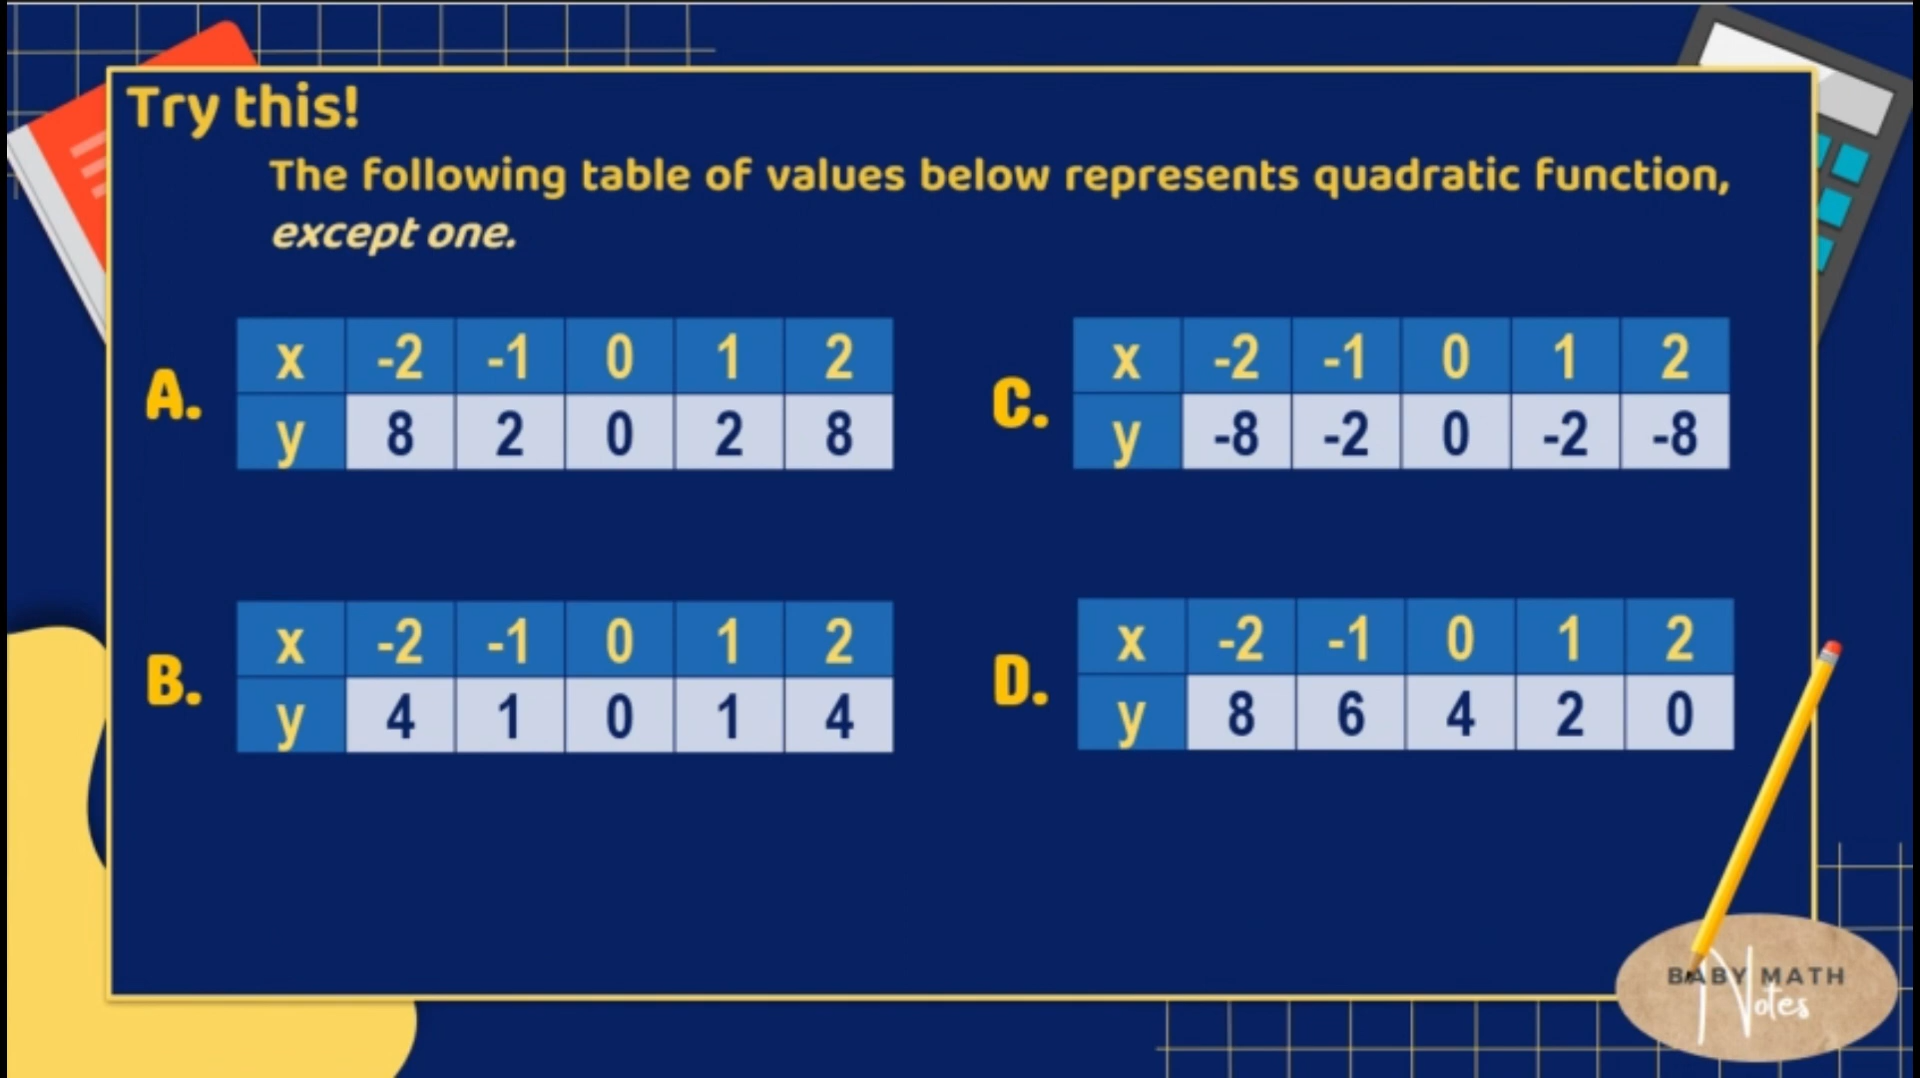 Try this!
The following table of values below represents quadratic function,
except one.
A.
x -2 -1 0 1 2
y 8 2 0 2 8
C.
x -2 -1 0 1 2
y -8 -2 0 -2 -8
B.
x -2 -1 0 1 2
y 4 1 0 1 4
D.
x -2 -1 0 1 2
y 8 6 4 2 0
BABY MATH
Notes